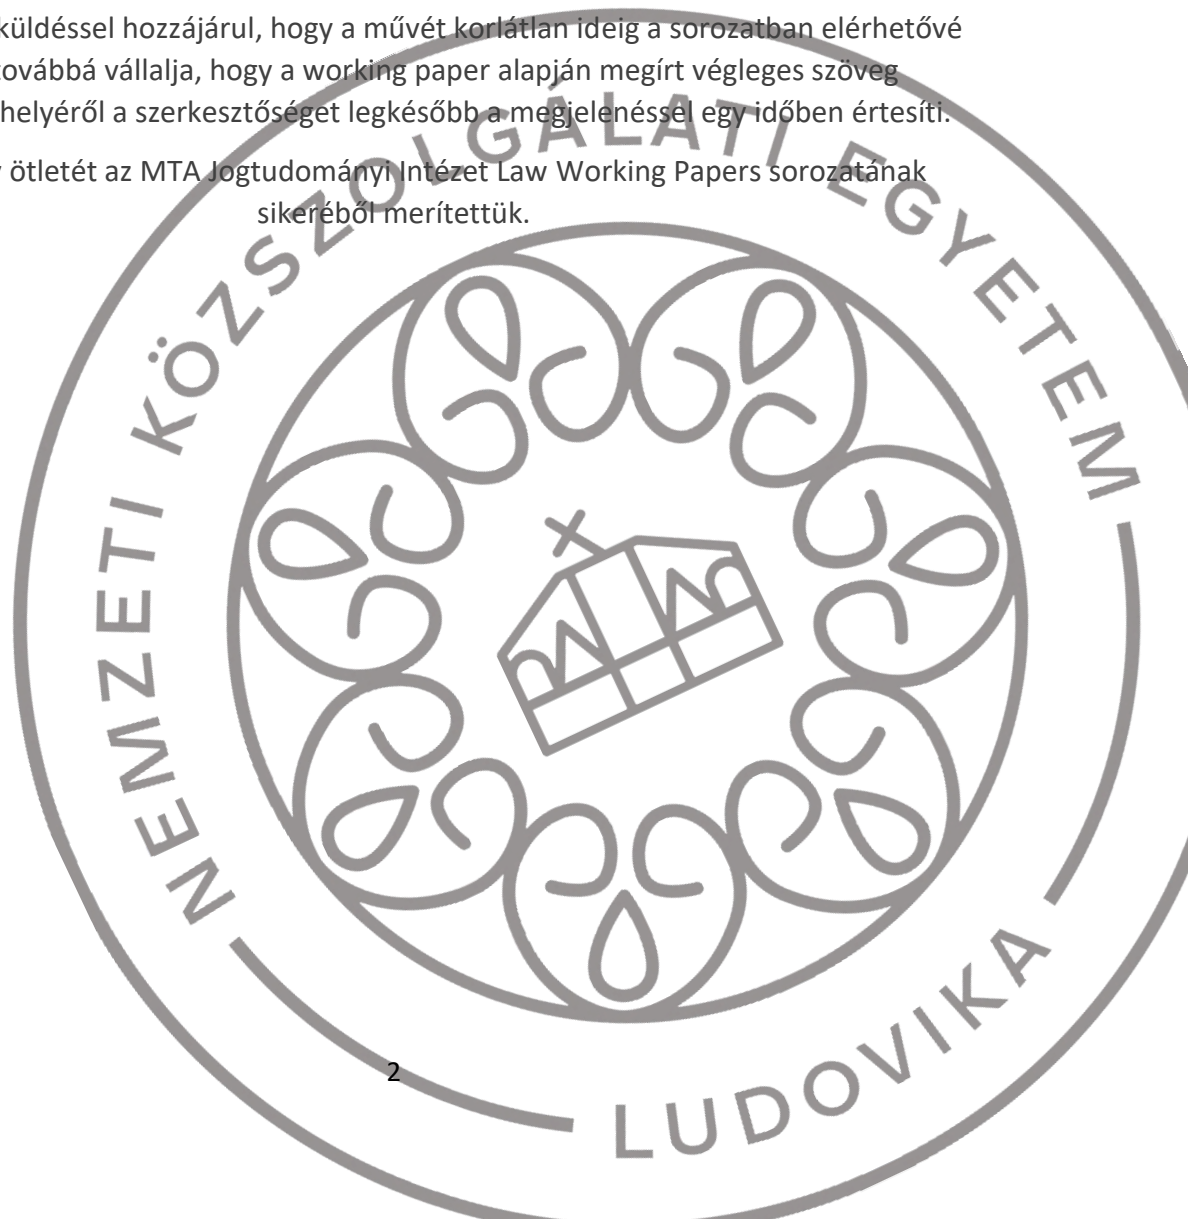 küldéssel hozzájárul, hogy a művét korlátlan ideig a sorozatban elérhetővé
továbbá vállalja, hogy a working paper alapján megírt végleges szöveg
helyéről a szerkesztőséget legkésőbb a megjelenéssel egy időben értesíti.
ötletét az MTA Jogtudományi Intézet Law Working Papers sorozatának
sikeréből merítettük.
NEMZETI KÖZSZOLGÁLATI EGYETEM
LUDOVIKA
2